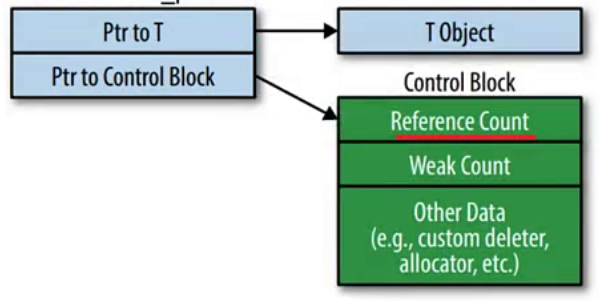 Ptr to T
T Object
Ptr to Control Block
Control Block
Reference Count
Weak Count
Other Data
(e.g., custom deleter,
allocator, etc.)